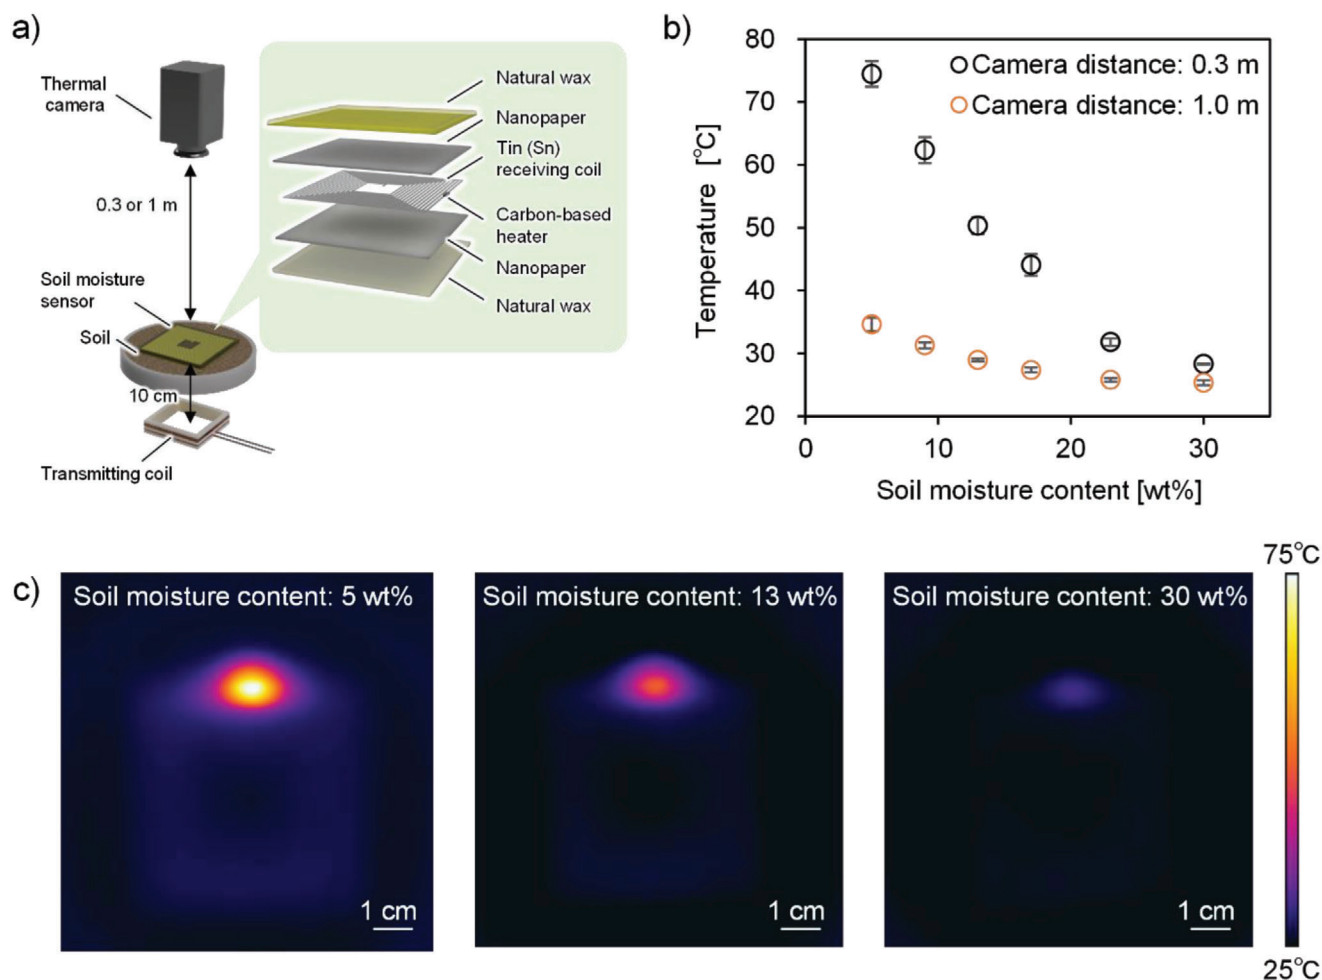 a)
Thermal
camera
0.3 or 1 m
Soil moisture
sensor
Soil
10 cm
Transmitting coil
Natural wax
Nanopaper
Tin (Sn)
receiving coil
Carbon-based
heater
Nanopaper
Natural wax
b)
80
70
60
50
40
30
20
Temperature [℃]
Camera distance: 0.3 m
Camera distance: 1.0 m
0
10
20
30
Soil moisture content [wt%]
c)
Soil moisture content: 5 wt%
1 cm
Soil moisture content: 13 wt%
1 cm
Soil moisture content: 30 wt%
1 cm
75℃
25℃